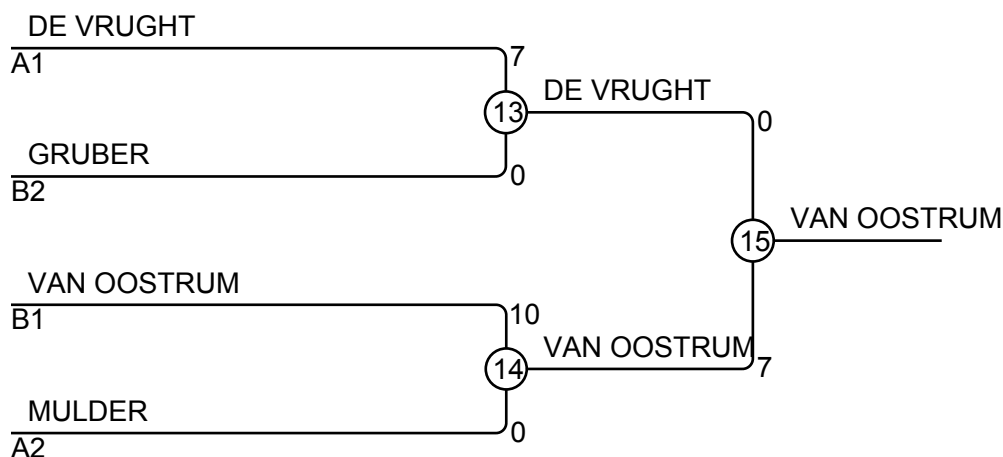 DE VRUGHT
A1
7
13
DE VRUGHT
0
GRUBER
B2
0
15
VAN OOSTRUM
VAN OOSTRUM
B1
10
14
VAN OOSTRUM
7
MULDER
A2
0